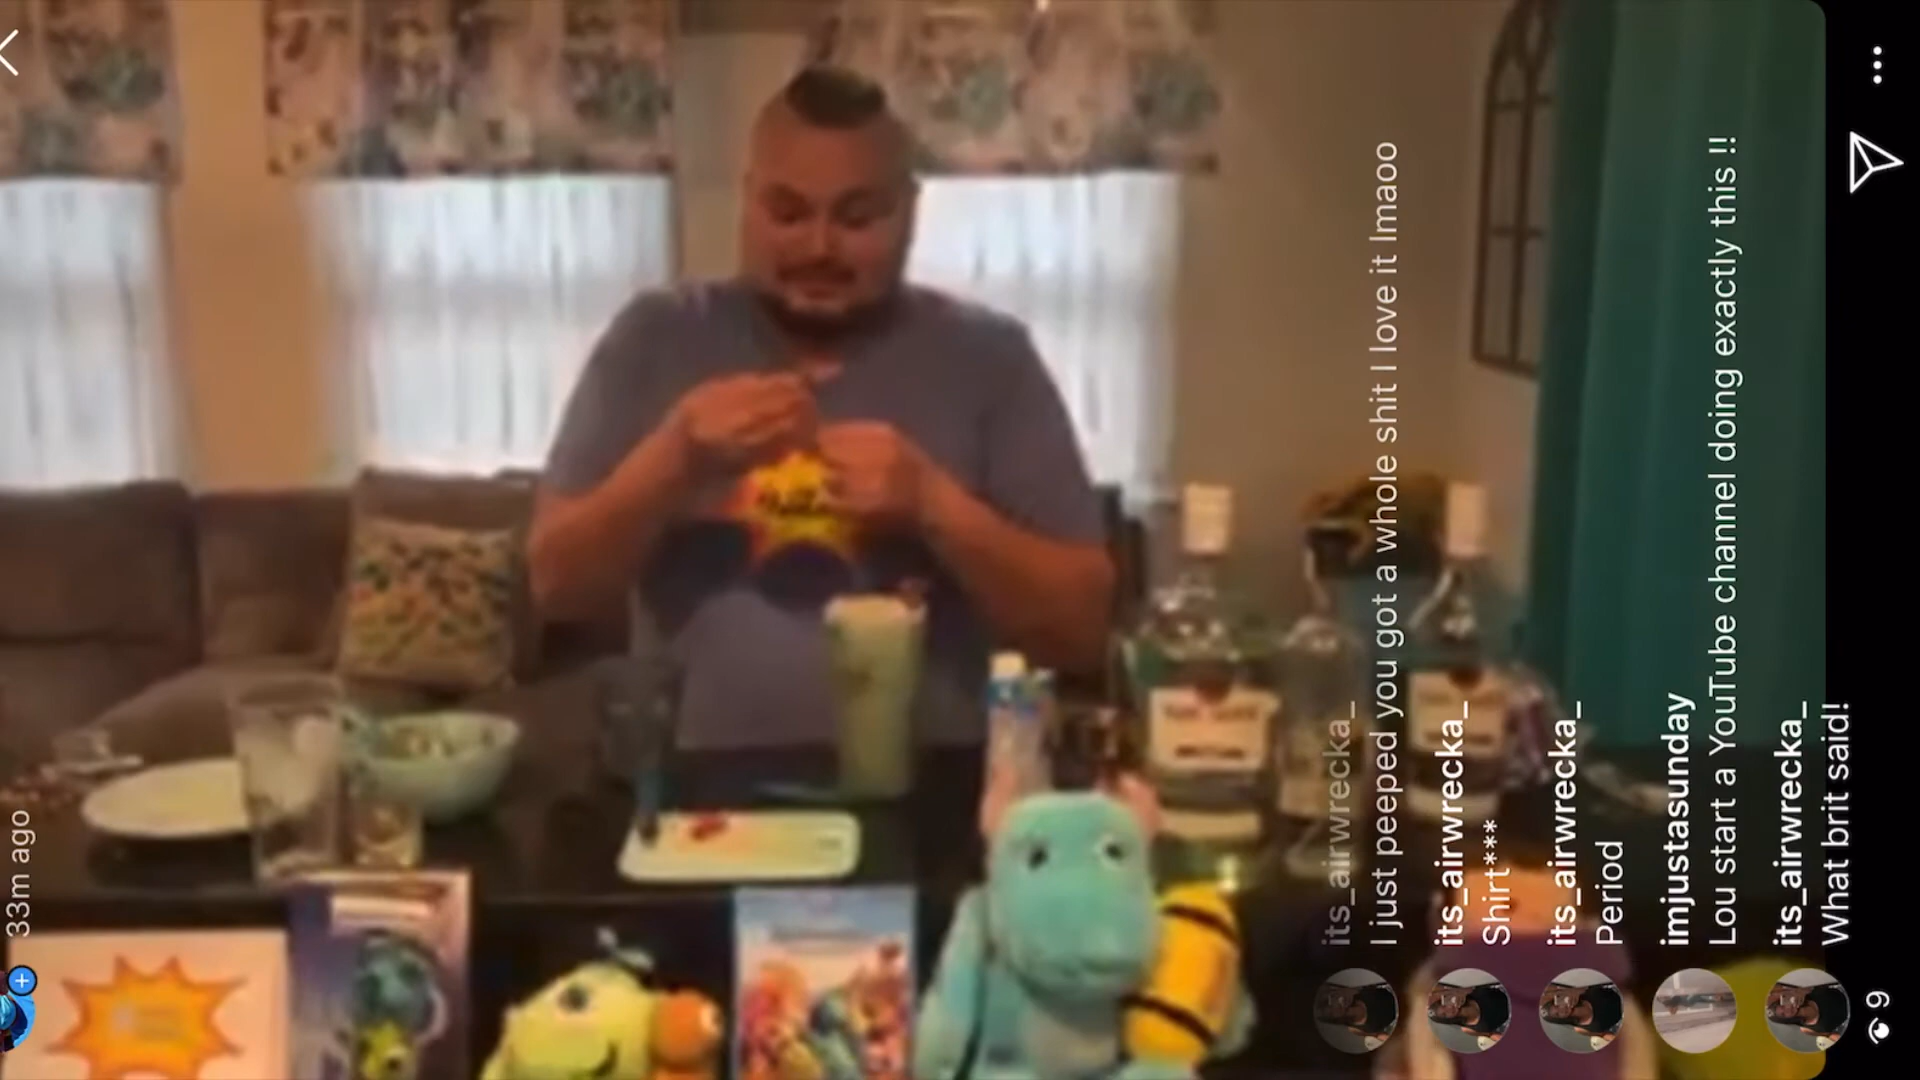 33m ago
its_airwrecka_
I just peeped you got a whole shit I love it lmaoo
its_airwrecka_
Shirt***
its_airwrecka_
Period
imjustasunday
Lou start a YouTube channel doing exactly this !!
its_airwrecka_
What brit said!
9